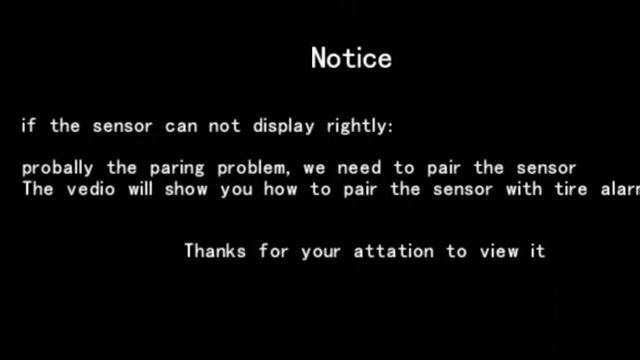 Notice
if the sensor can not display rightly:
probally the paring problem, we need to pair the sensor
The vedio will show you how to pair the sensor with tire
Thanks for your attation to view it